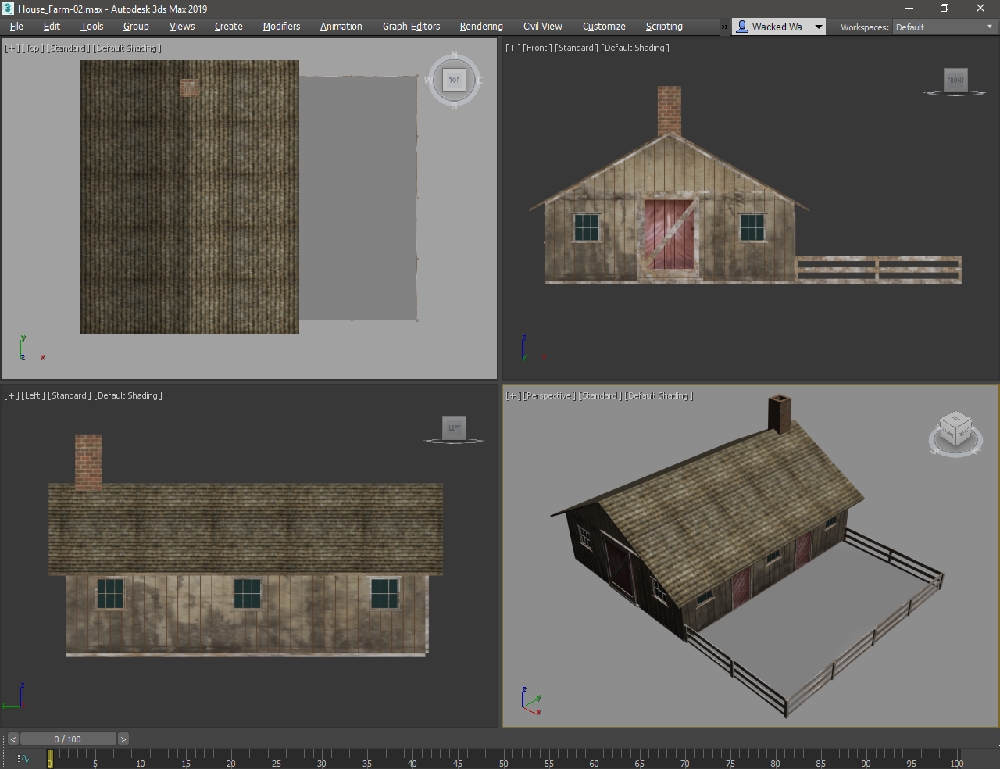 House_Farm-02.max - Autodesk 3ds Max 2019
File Edit Tools Group Views Create Modifiers Animation Graph Editors Rendering Civil View Customize Scripting » Wacked Wa Workspaces: Default
[+] [Top] [Standard] [Default Shading]
[+] [Front] [Standard] [Default Shading]
N
TOP
FRONT
y
z x
z
[+] [Left] [Standard] [Default Shading]
[+] [Perspective] [Standard] [Default Shading]
LEFT
z
z y
x
< 0 / 100 >
0 5 10 15 20 25 30 35 40 45 50 55 60 65 70 75 80 85 90 95 100